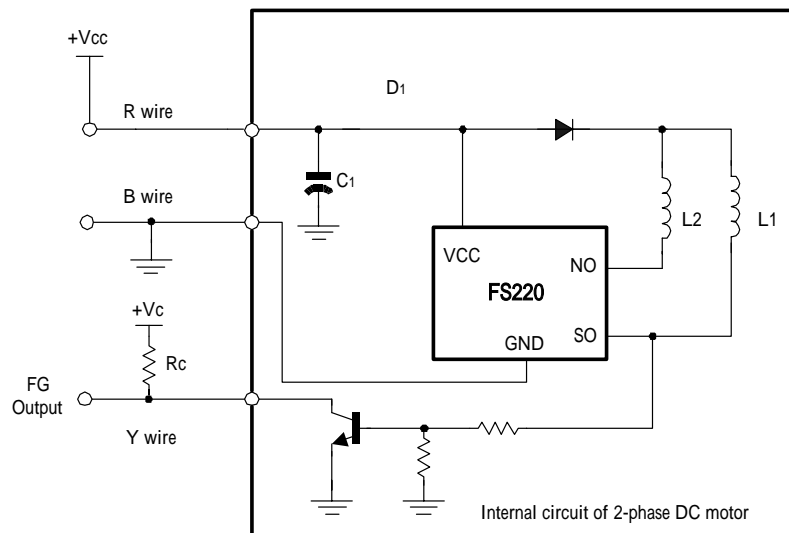 +Vcc
D1
R wire
C1
B wire
L2
L1
VCC
NO
FS220
+Vc
SO
GND
Rc
FG
Output
Y wire
Internal circuit of 2-phase DC motor